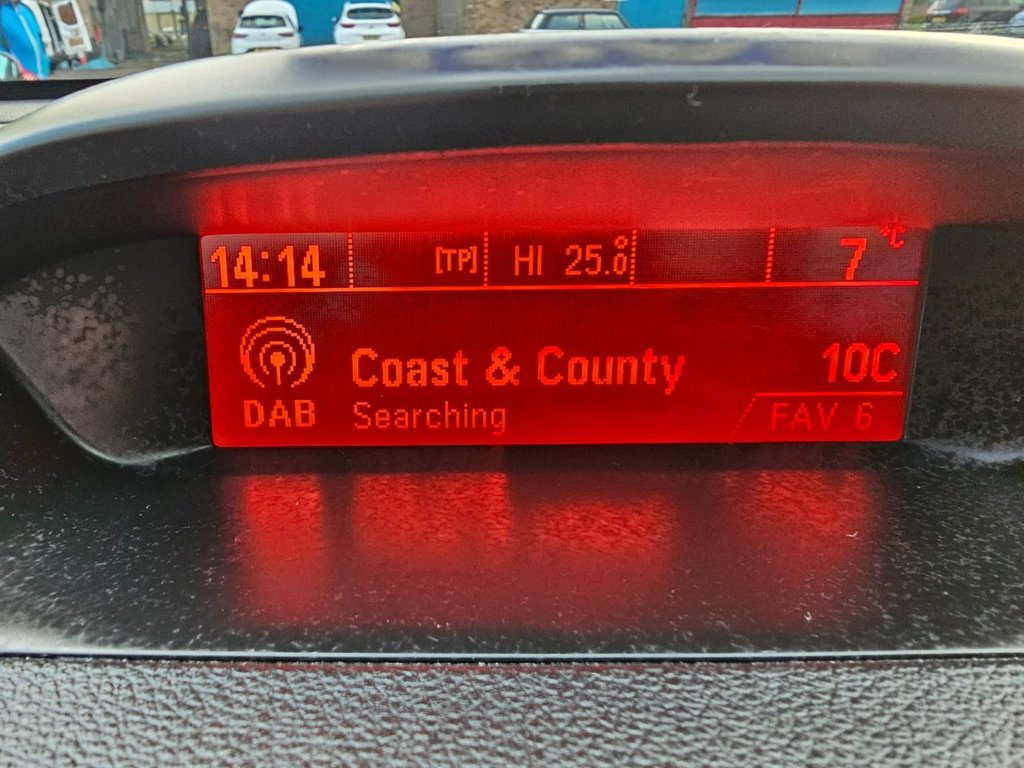 14:14 [TP] HI 25.0° 7 °C
Coast & County 10C
DAB Searching FAV 6